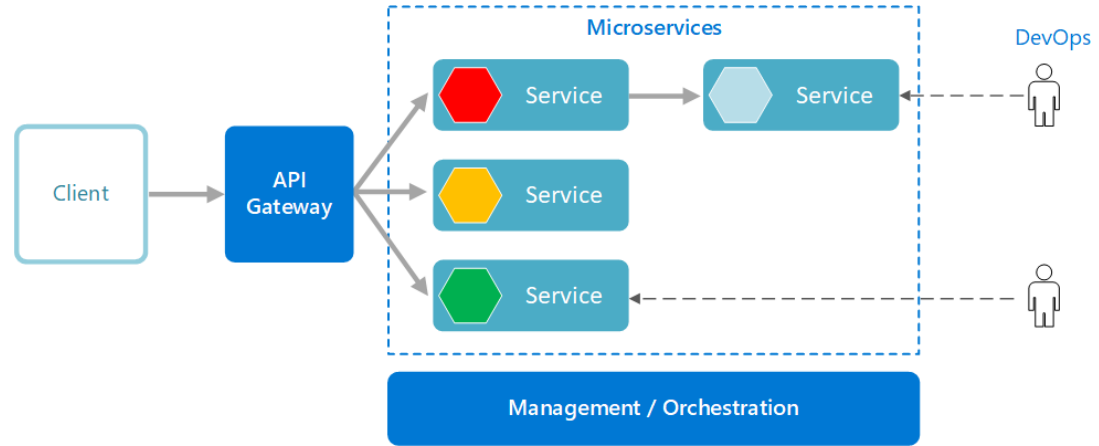 Microservices
DevOps
Service
Service
Client
API
Gateway
Service
Service
Management / Orchestration